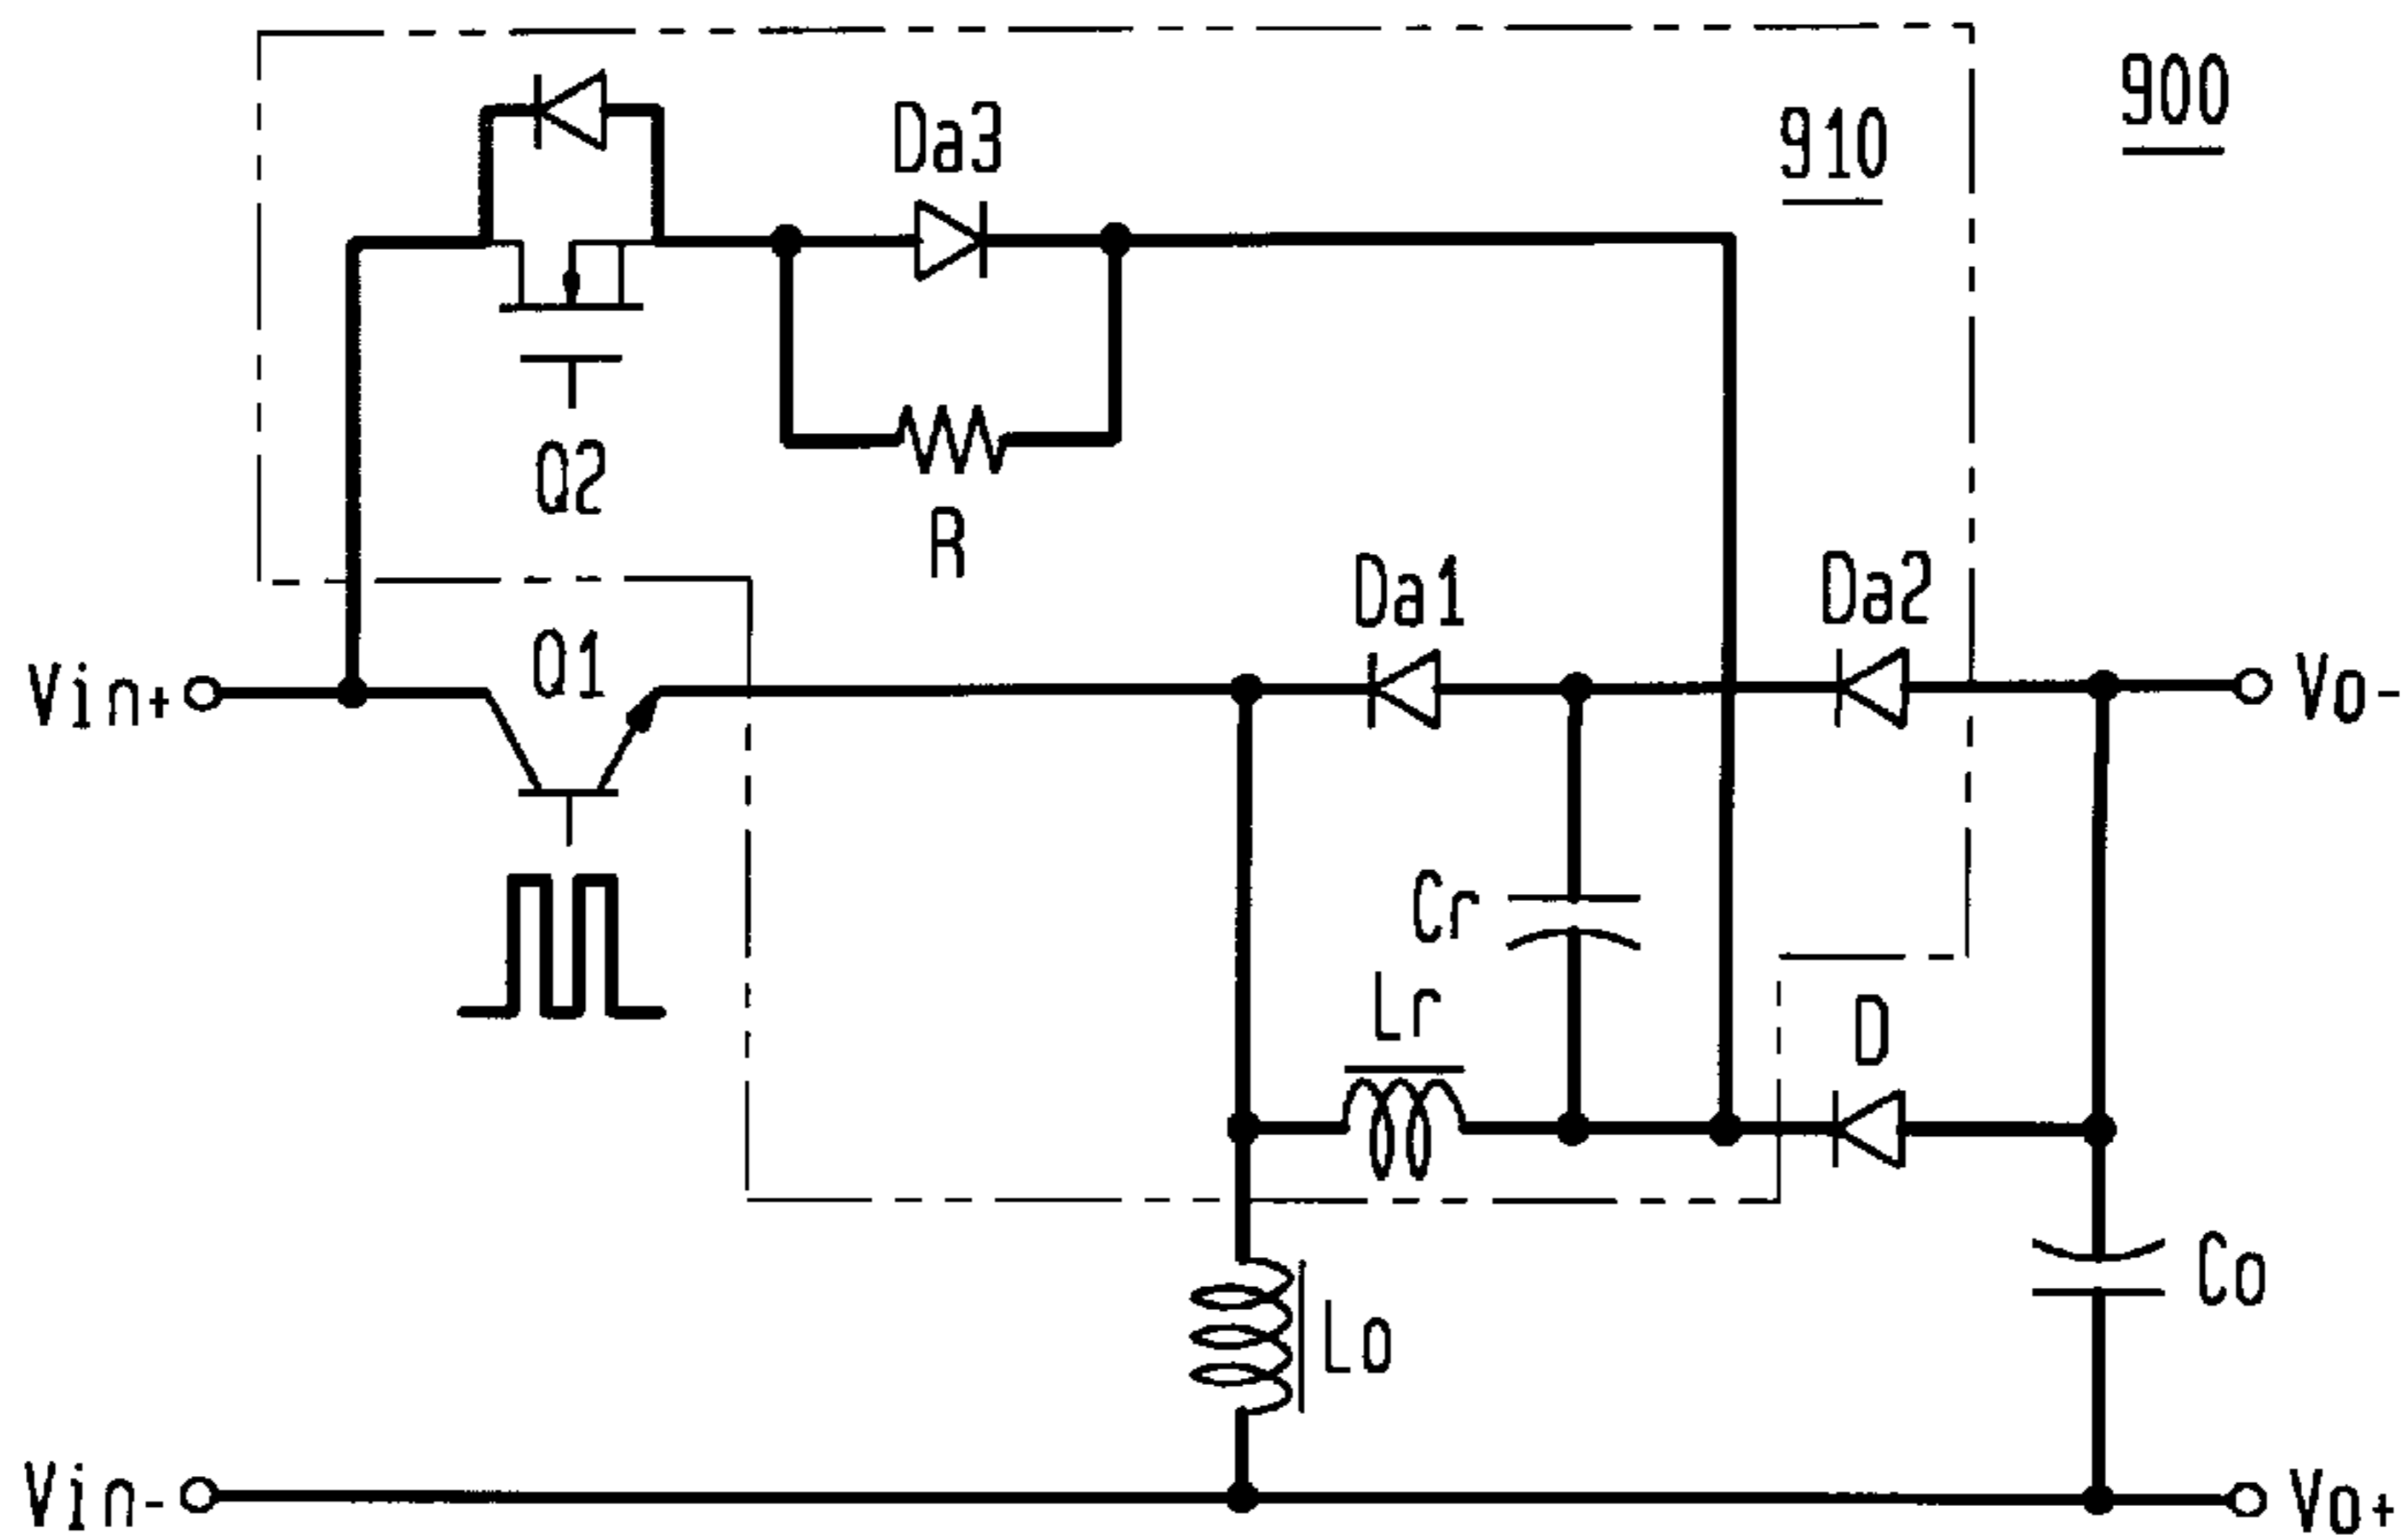 900
910
Da3
Q2
R
Da1
Da2
Q1
Vin+
Vo-
Cr
Lr
D
Co
Lo
Vin-
Vo+